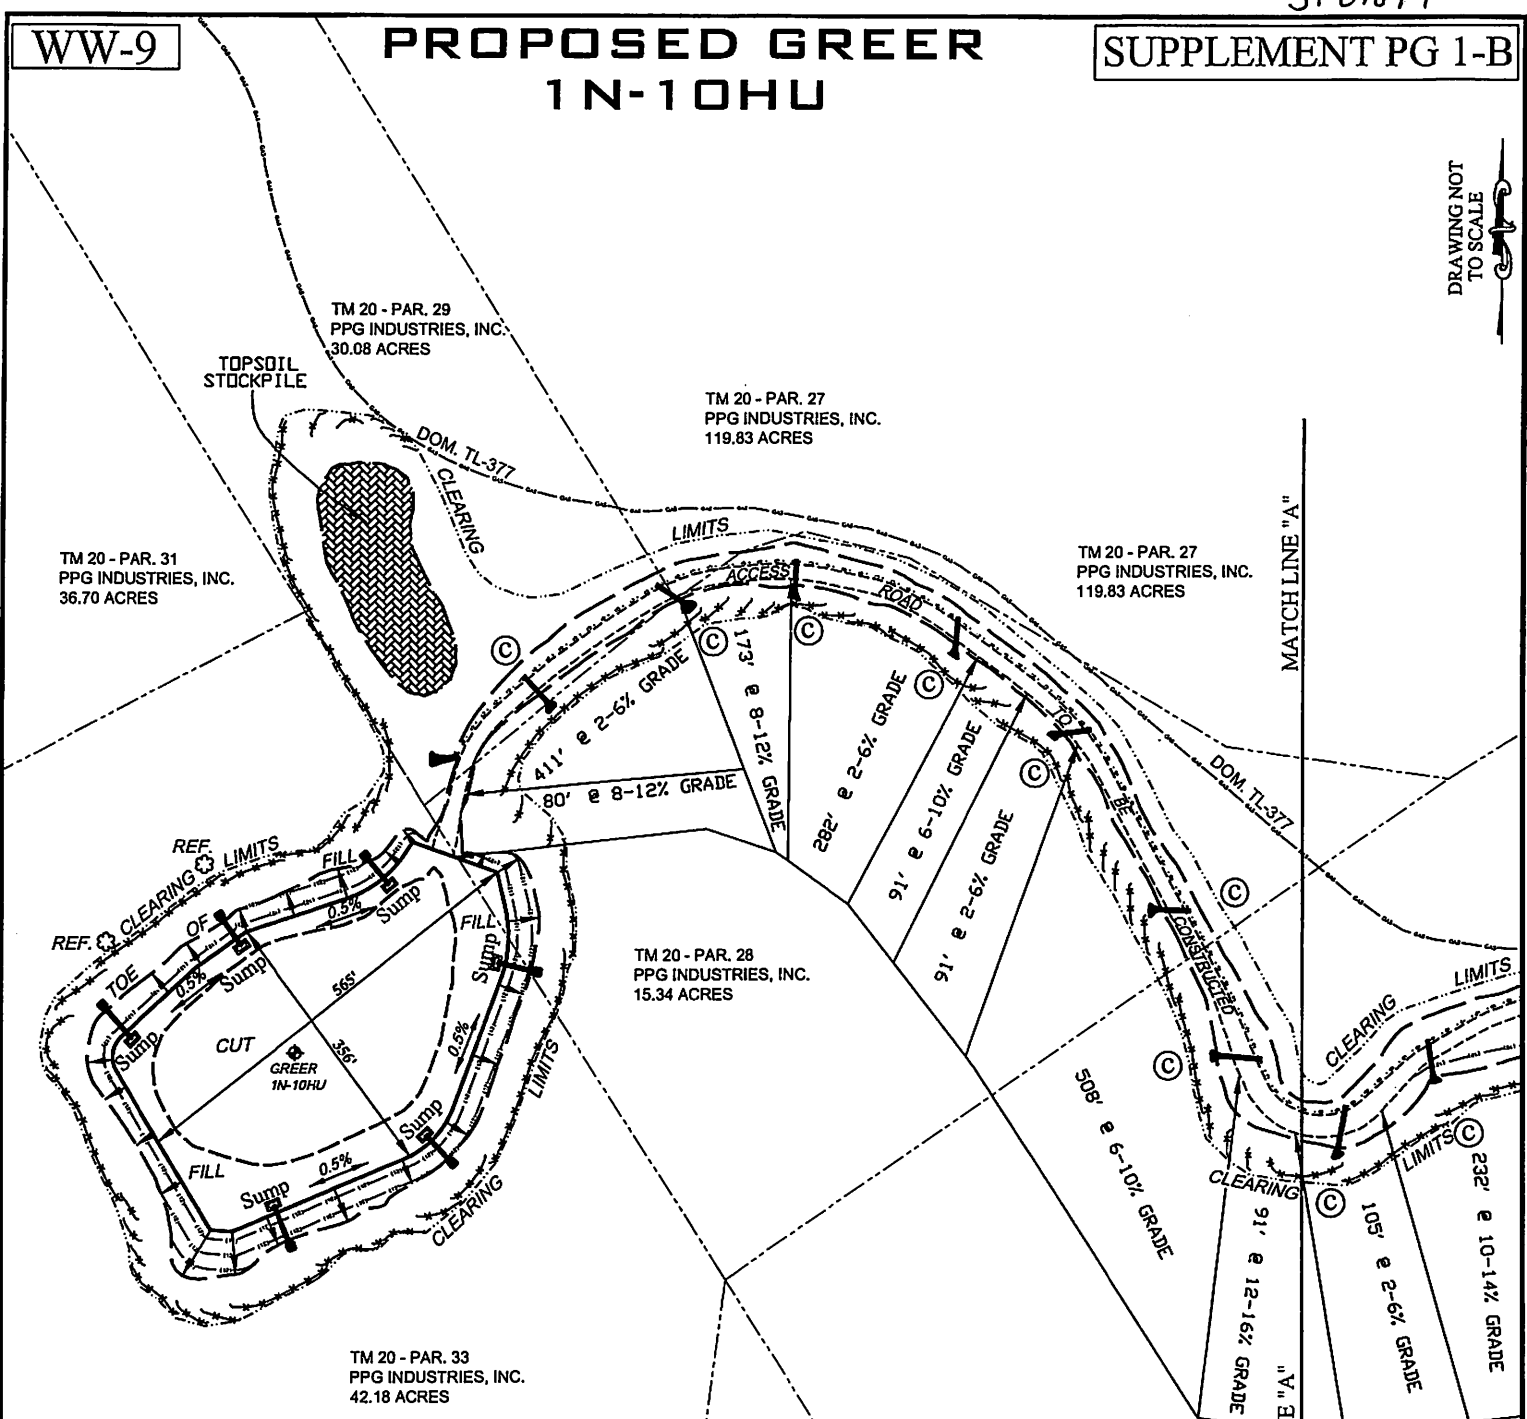 WW-9
PROPOSED GREER
1N-10HU
SUPPLEMENT PG 1-B
DRAWING NOT
TO SCALE
TM 20 - PAR. 29
PPG INDUSTRIES, INC.
30.08 ACRES
TOPSOIL
STOCKPILE
TM 20 - PAR. 27
PPG INDUSTRIES, INC.
119.83 ACRES
DOM. TL-377
CLEARING
LIMITS
MATCH LINE "A"
TM 20 - PAR. 31
PPG INDUSTRIES, INC.
36.70 ACRES
TM 20 - PAR. 27
PPG INDUSTRIES, INC.
119.83 ACRES
ACCESS
ROAD
TO
BE
CONSTRUCTED
C
C
C
C
C
C
C
C
C
411' @ 2-6% GRADE
173' @ 8-12% GRADE
80' @ 8-12% GRADE
282' @ 2-6% GRADE
91' @ 6-10% GRADE
91' @ 2-6% GRADE
DOM. TL-377
REF.
LIMITS
CLEARING
REF.
FILL
0.5%
Sump
OF
TOE
0.5%
Sump
FILL
Sump
565'
356'
CUT
0.5%
GREER
1N-10HU
Sump
LIMITS
TM 20 - PAR. 28
PPG INDUSTRIES, INC.
15.34 ACRES
LIMITS
CLEARING
508' @ 6-10% GRADE
Sump
FILL
0.5%
Sump
CLEARING
CLEARING
LIMITS
91' @ 12-16% GRADE
105' @ 2-6% GRADE
232' @ 10-14% GRADE
TM 20 - PAR. 33
PPG INDUSTRIES, INC.
42.18 ACRES
E "A"